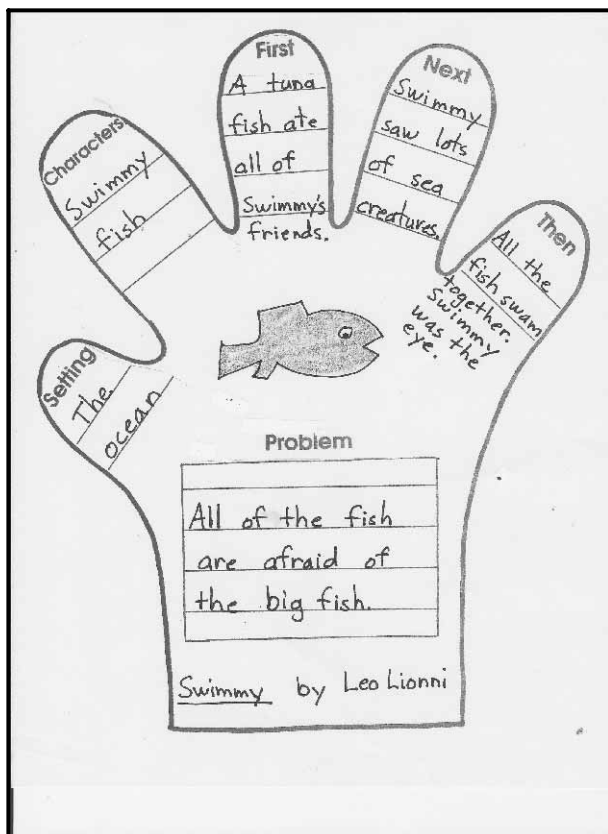 Setting
The
ocean
Characters
Swimmy
fish
First
A tuna
fish ate
all of
Swimmy's
friends.
Next
Swimmy
saw lots
of sea
creatures.
Then
All the
fish swam
together.
Swimmy
was the
eye.
Problem
All of the fish
are afraid of
the big fish.
Swimmy by Leo Lionni